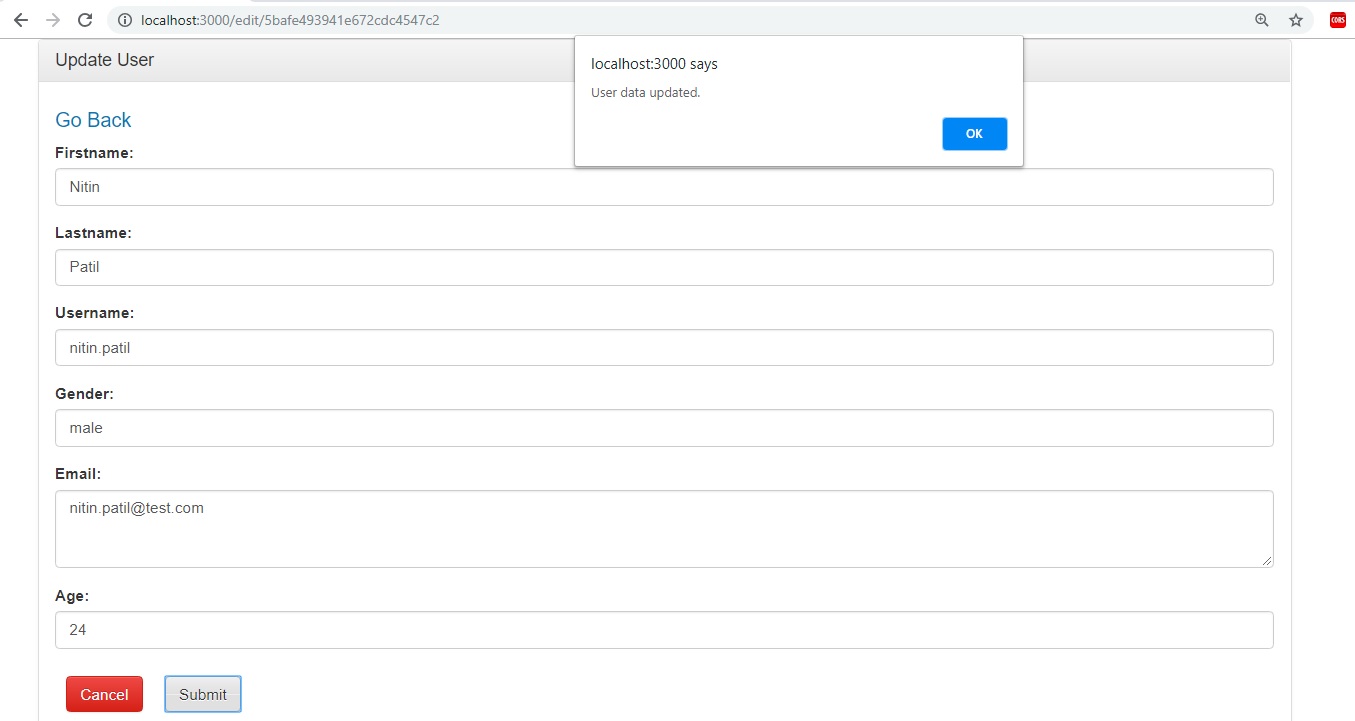 localhost:3000/edit/5bafe493941e672cdc4547c2
CORS
Update User
localhost:3000 says
User data updated.
OK
Go Back
Firstname:
Nitin
Lastname:
Patil
Username:
nitin.patil
Gender:
male
Email:
nitin.patil@test.com
Age:
24
Cancel Submit